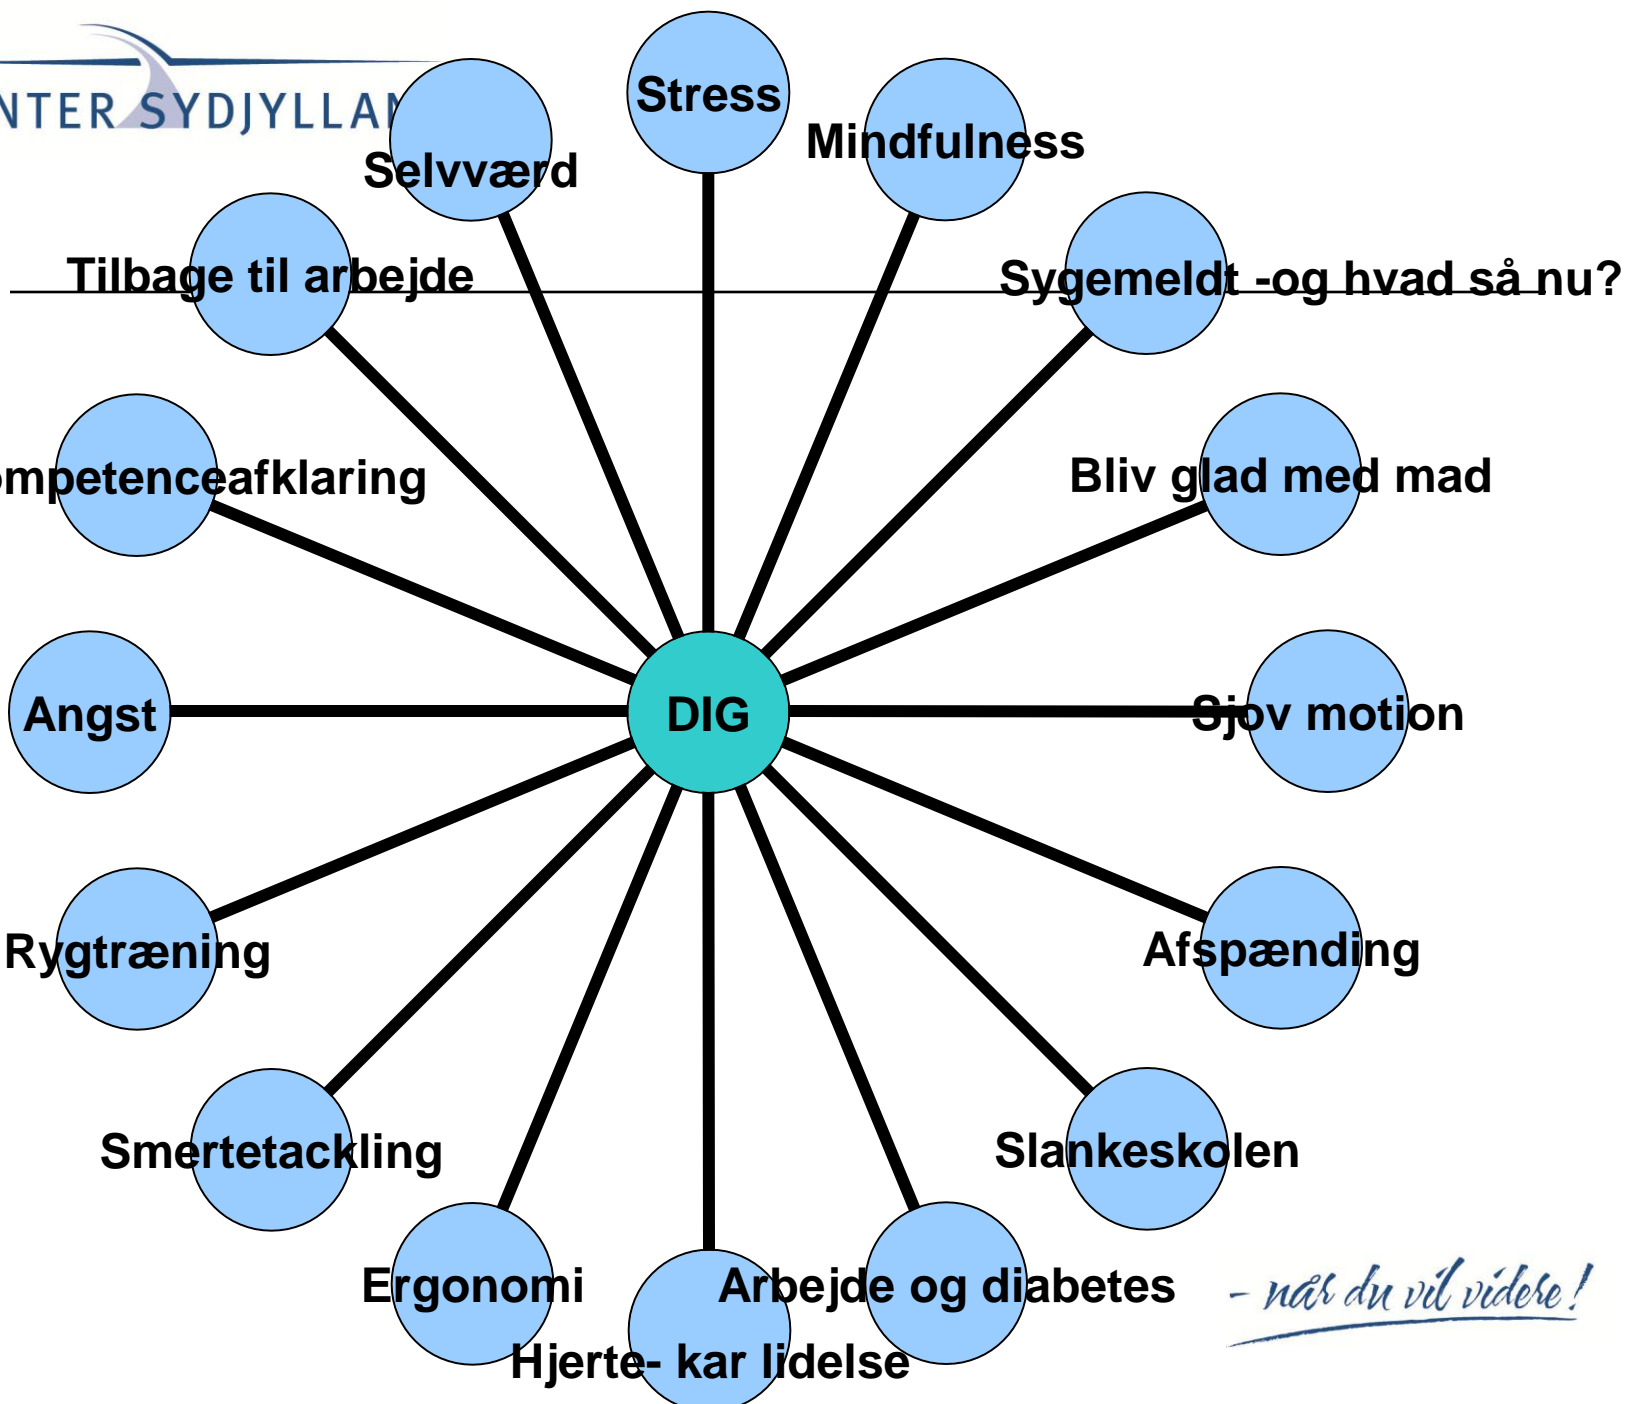 NTER SYDJYLLAN
Stress
Mindfulness
Selvværd
Tilbage til arbejde
Sygemeldt -og hvad så nu?
ompetenceafklaring
Bliv glad med mad
Angst
DIG
Sjov motion
Rygtræning
Afspænding
Smertetackling
Slankeskolen
Ergonomi
Arbejde og diabetes
Hjerte- kar lidelse
- når du vil videre!